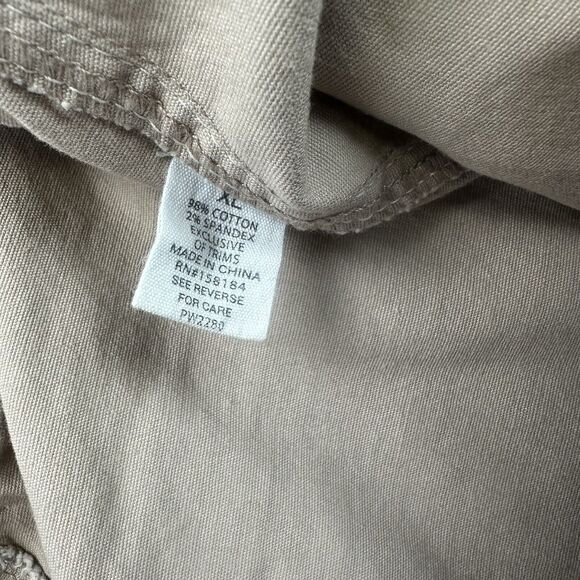 XL
98% COTTON
2% SPANDEX
EXCLUSIVE
OF TRIMS
MADE IN CHINA
RN#158184
SEE REVERSE
FOR CARE
PW2280